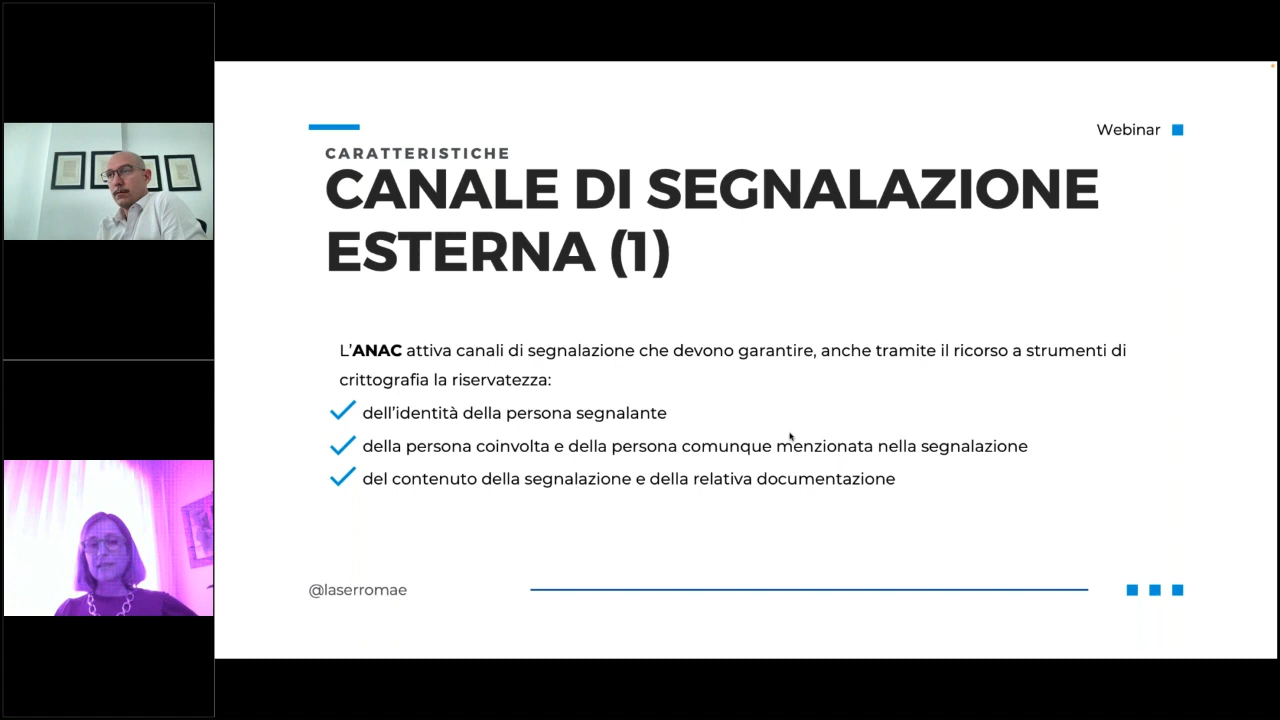 Webinar
CARATTERISTICHE
CANALE DI SEGNALAZIONE
ESTERNA (1)
L'ANAC attiva canali di segnalazione che devono garantire, anche tramite il ricorso a strumenti di
crittografia la riservatezza:
dell'identità della persona segnalante
della persona coinvolta e della persona comunque menzionata nella segnalazione
del contenuto della segnalazione e della relativa documentazione
@laserromae